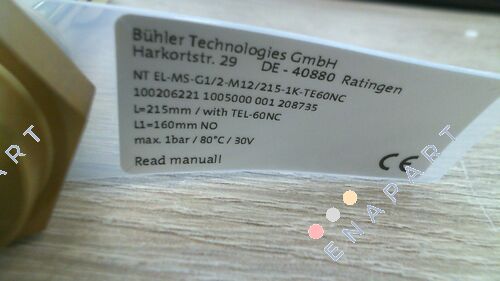 Bühler Technologies GmbH
Harkortstr. 29 DE - 40880 Ratingen
NT EL-MS-G1/2-M12/215-1K-TE60NC
100206221 1005000 001 208735
L=215mm / with TEL-60NC
L1=160mm NO
max. 1bar / 80°C / 30V
Read manual!
CE
ENAPART
ENAPART